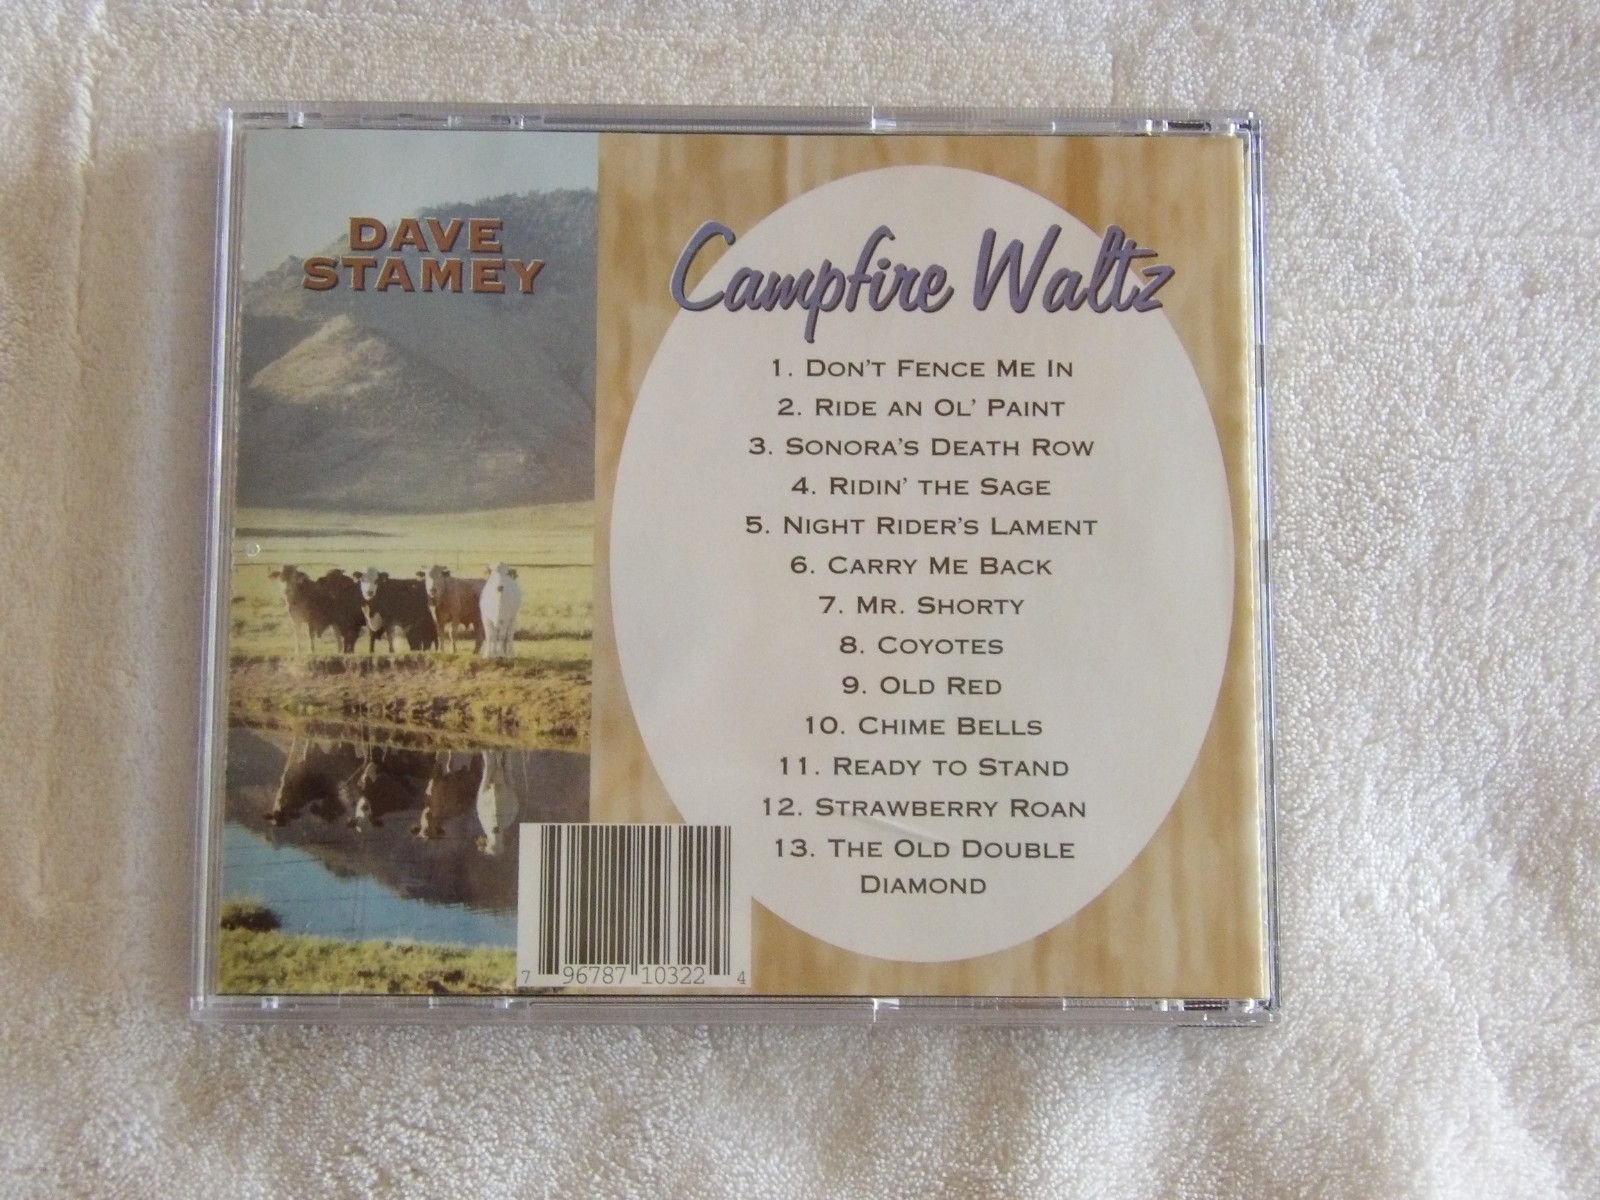 DAVE
STAMEY
Campfire Waltz
1. DON'T FENCE ME IN
2. RIDE AN OL' PAINT
3. SONORA'S DEATH ROW
4. RIDIN' THE SAGE
5. NIGHT RIDER'S LAMENT
6. CARRY ME BACK
7. MR. SHORTY
8. COYOTES
9. OLD RED
10. CHIME BELLS
11. READY TO STAND
12. STRAWBERRY ROAN
13. THE OLD DOUBLE
DIAMOND
7 96787 10322 4